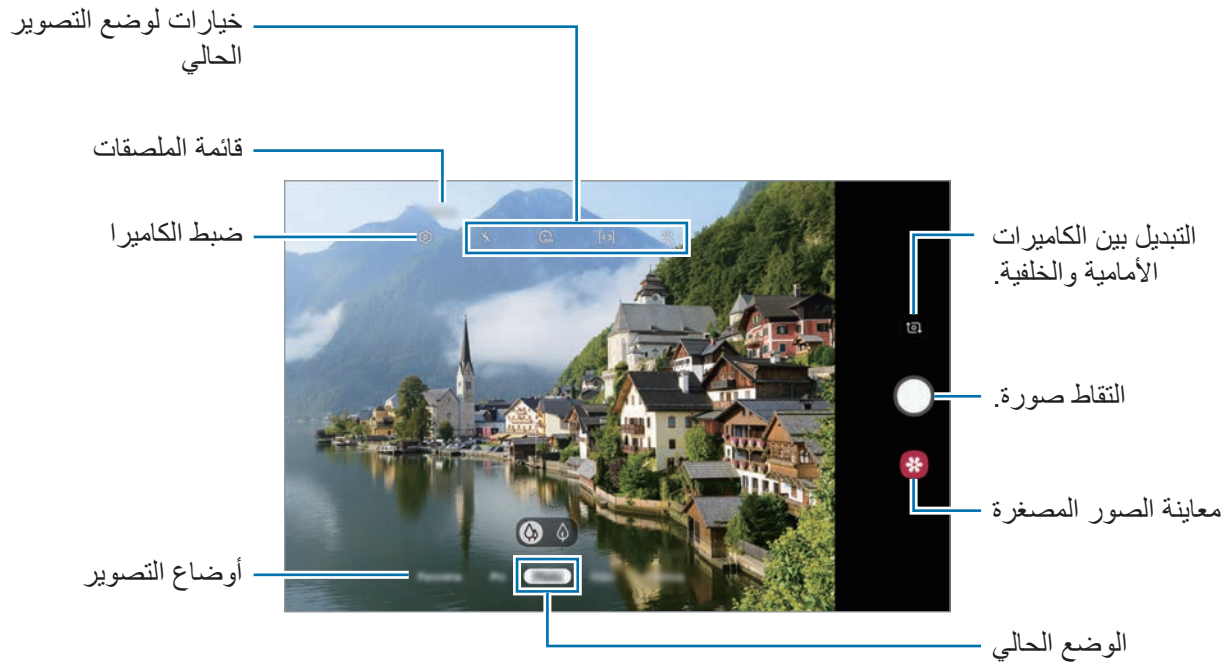 خيارات لوضع التصوير
الحالي
قائمة الملصقات
ضبط الكاميرا
التبديل بين الكاميرات
الأمامية والخلفية.
التقاط صورة.
معاينة الصور المصغرة
أوضاع التصوير
الوضع الحالي